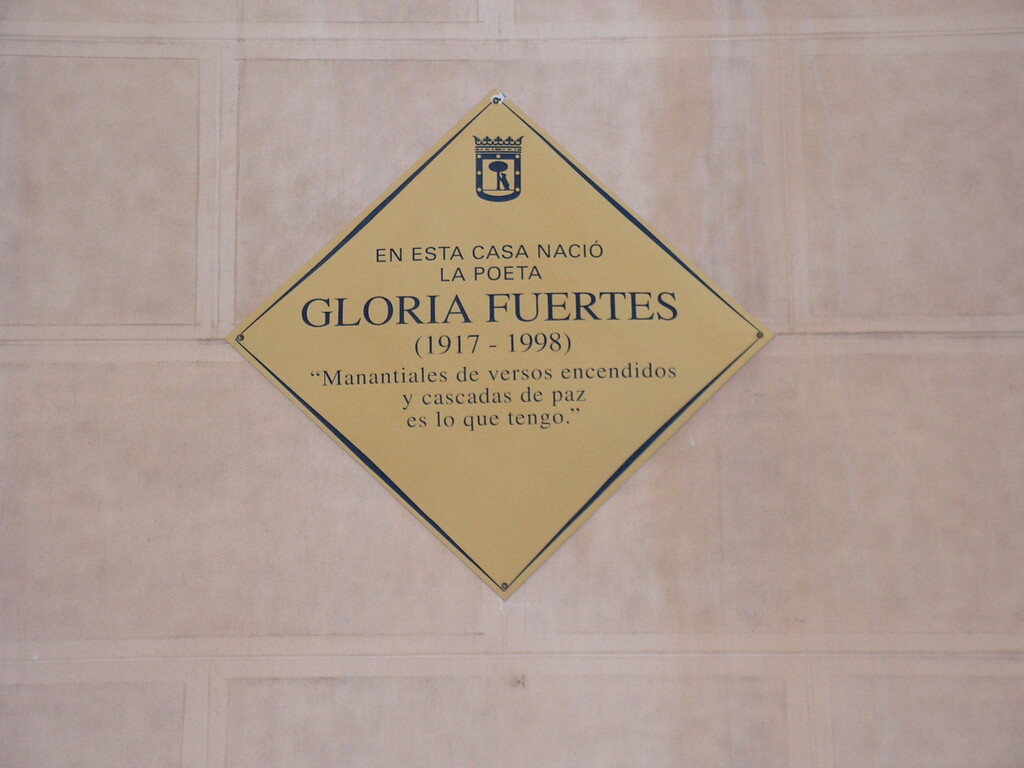 EN ESTA CASA NACIÓ
LA POETA
GLORIA FUERTES
(1917 - 1998)
“Manantiales de versos encendidos
y cascadas de paz
es lo que tengo.”